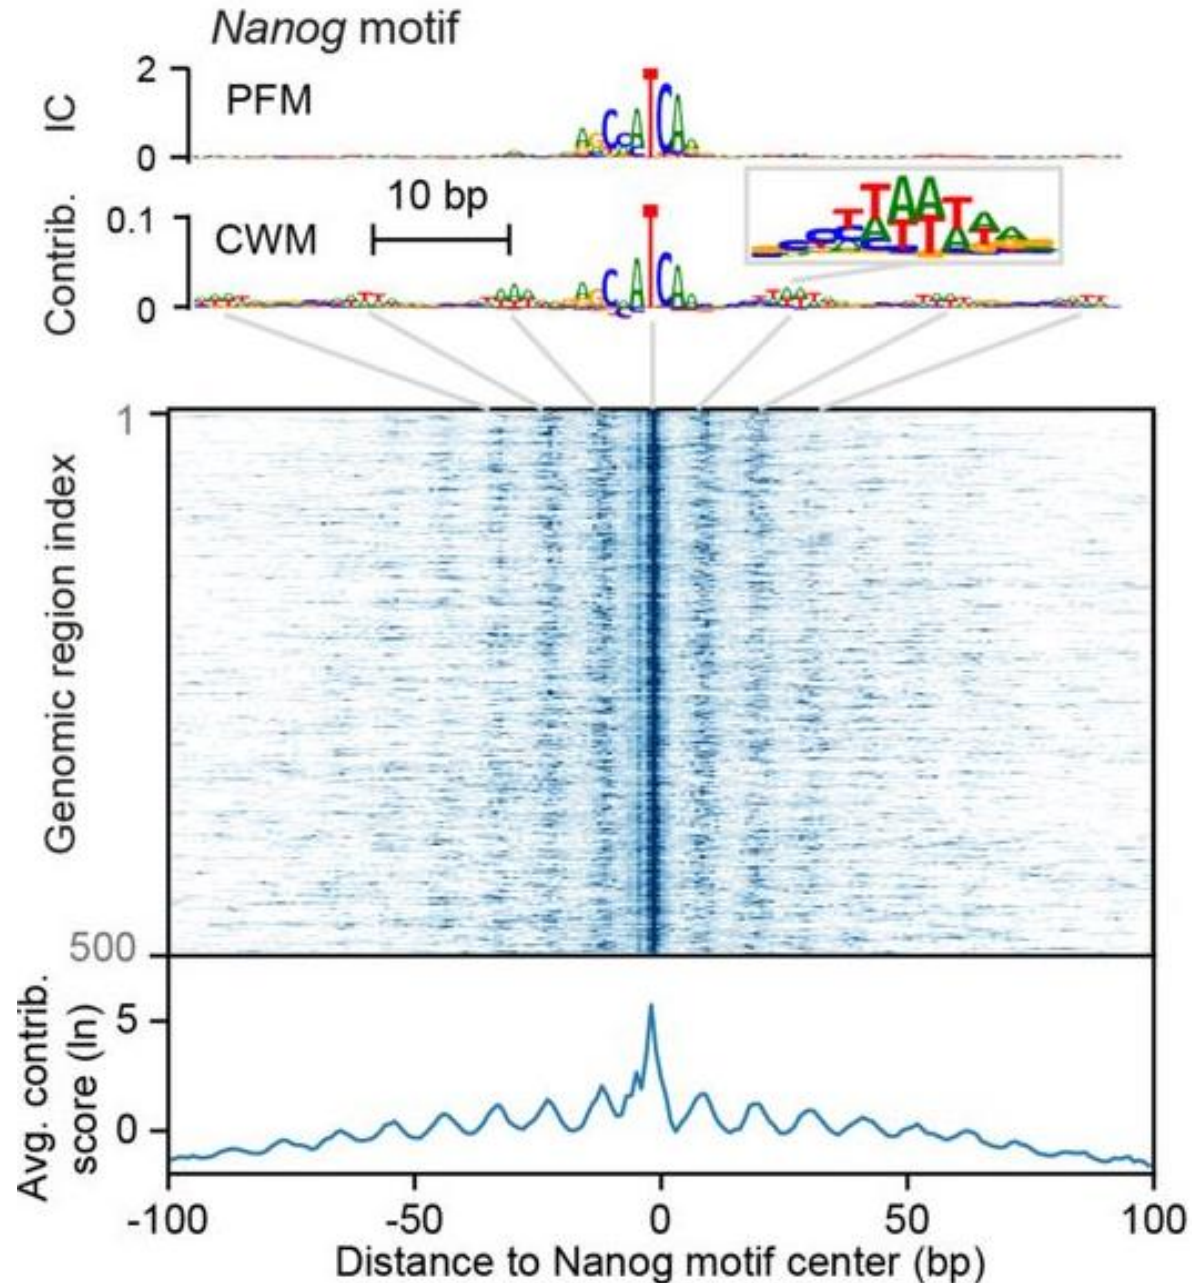 Nanog motif
2
IC
PFM
0
10 bp
0.1
Contrib.
CWM
0
TAAT
1
Genomic region index
500
Avg. contrib.
score (ln)
5
0
-100 -50 0 50 100
Distance to Nanog motif center (bp)